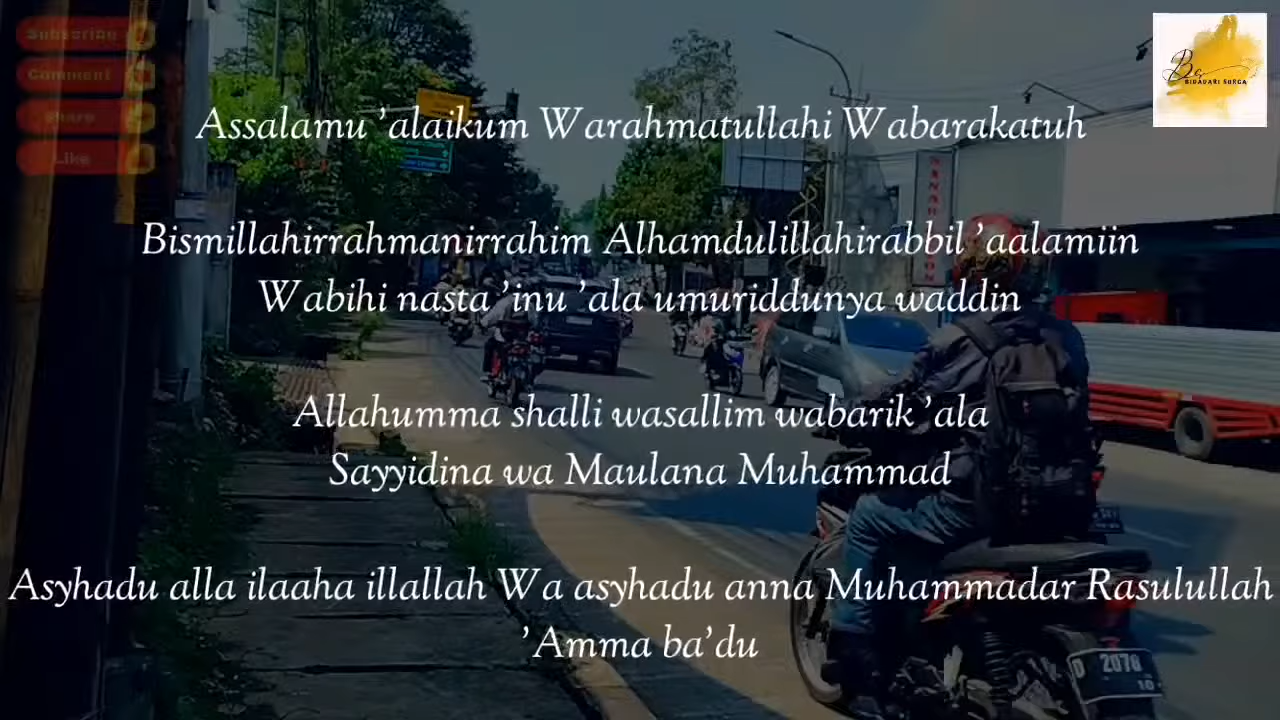 Subscribe
Comment
Share
Like
BIDADARI SURGA
Assalamu 'alaikum Warahmatullahi Wabarakatuh
Bismillahirrahmanirrahim Alhamdulillahirabbil 'aalamiin
Wabihi nasta 'inu 'ala umuriddunya waddin
Allahumma shalli wasallim wabarik 'ala
Sayyidina wa Maulana Muhammad
Asyhadu alla ilaaha illallah Wa asyhadu anna Muhammadar Rasulullah
'Amma ba'du